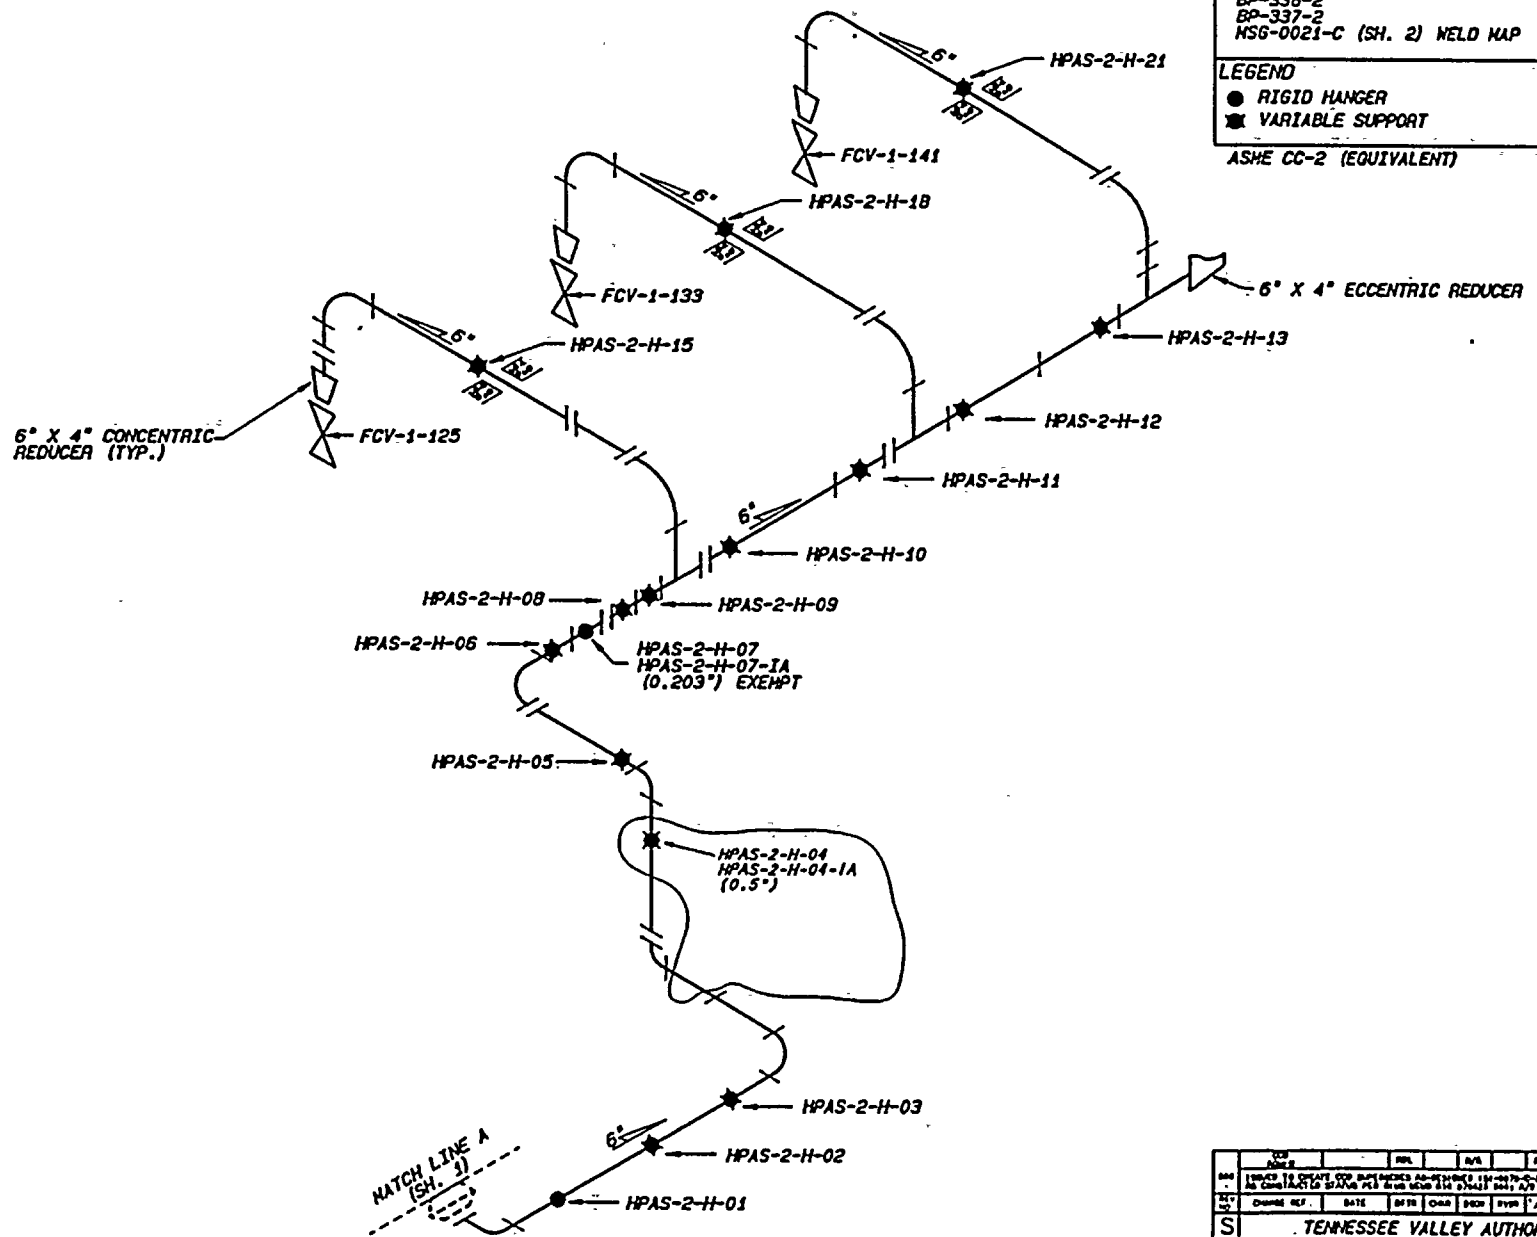 BP-337-2
MSG-0021-C (SH. 2) WELD MAP
LEGEND
RIGID HANGER
VARIABLE SUPPORT
ASME CC-2 (EQUIVALENT)
6"
HPAS-2-H-21
FCV-1-141
6"
HPAS-2-H-18
FCV-1-133
6" X 4" ECCENTRIC REDUCER
6"
HPAS-2-H-15
HPAS-2-H-13
6" X 4" CONCENTRIC
REDUCER (TYP.)
FCV-1-125
HPAS-2-H-12
HPAS-2-H-11
6"
HPAS-2-H-10
HPAS-2-H-08
HPAS-2-H-09
HPAS-2-H-06
HPAS-2-H-07
HPAS-2-H-07-IA
(0.203") EXEMPT
HPAS-2-H-05
HPAS-2-H-04
HPAS-2-H-04-IA
(0.5")
HPAS-2-H-03
6"
HPAS-2-H-02
MATCH LINE A
(SH. 1)
HPAS-2-H-01
CHANGE REF. DATE
S TENNESSEE VALLEY AUTHOR